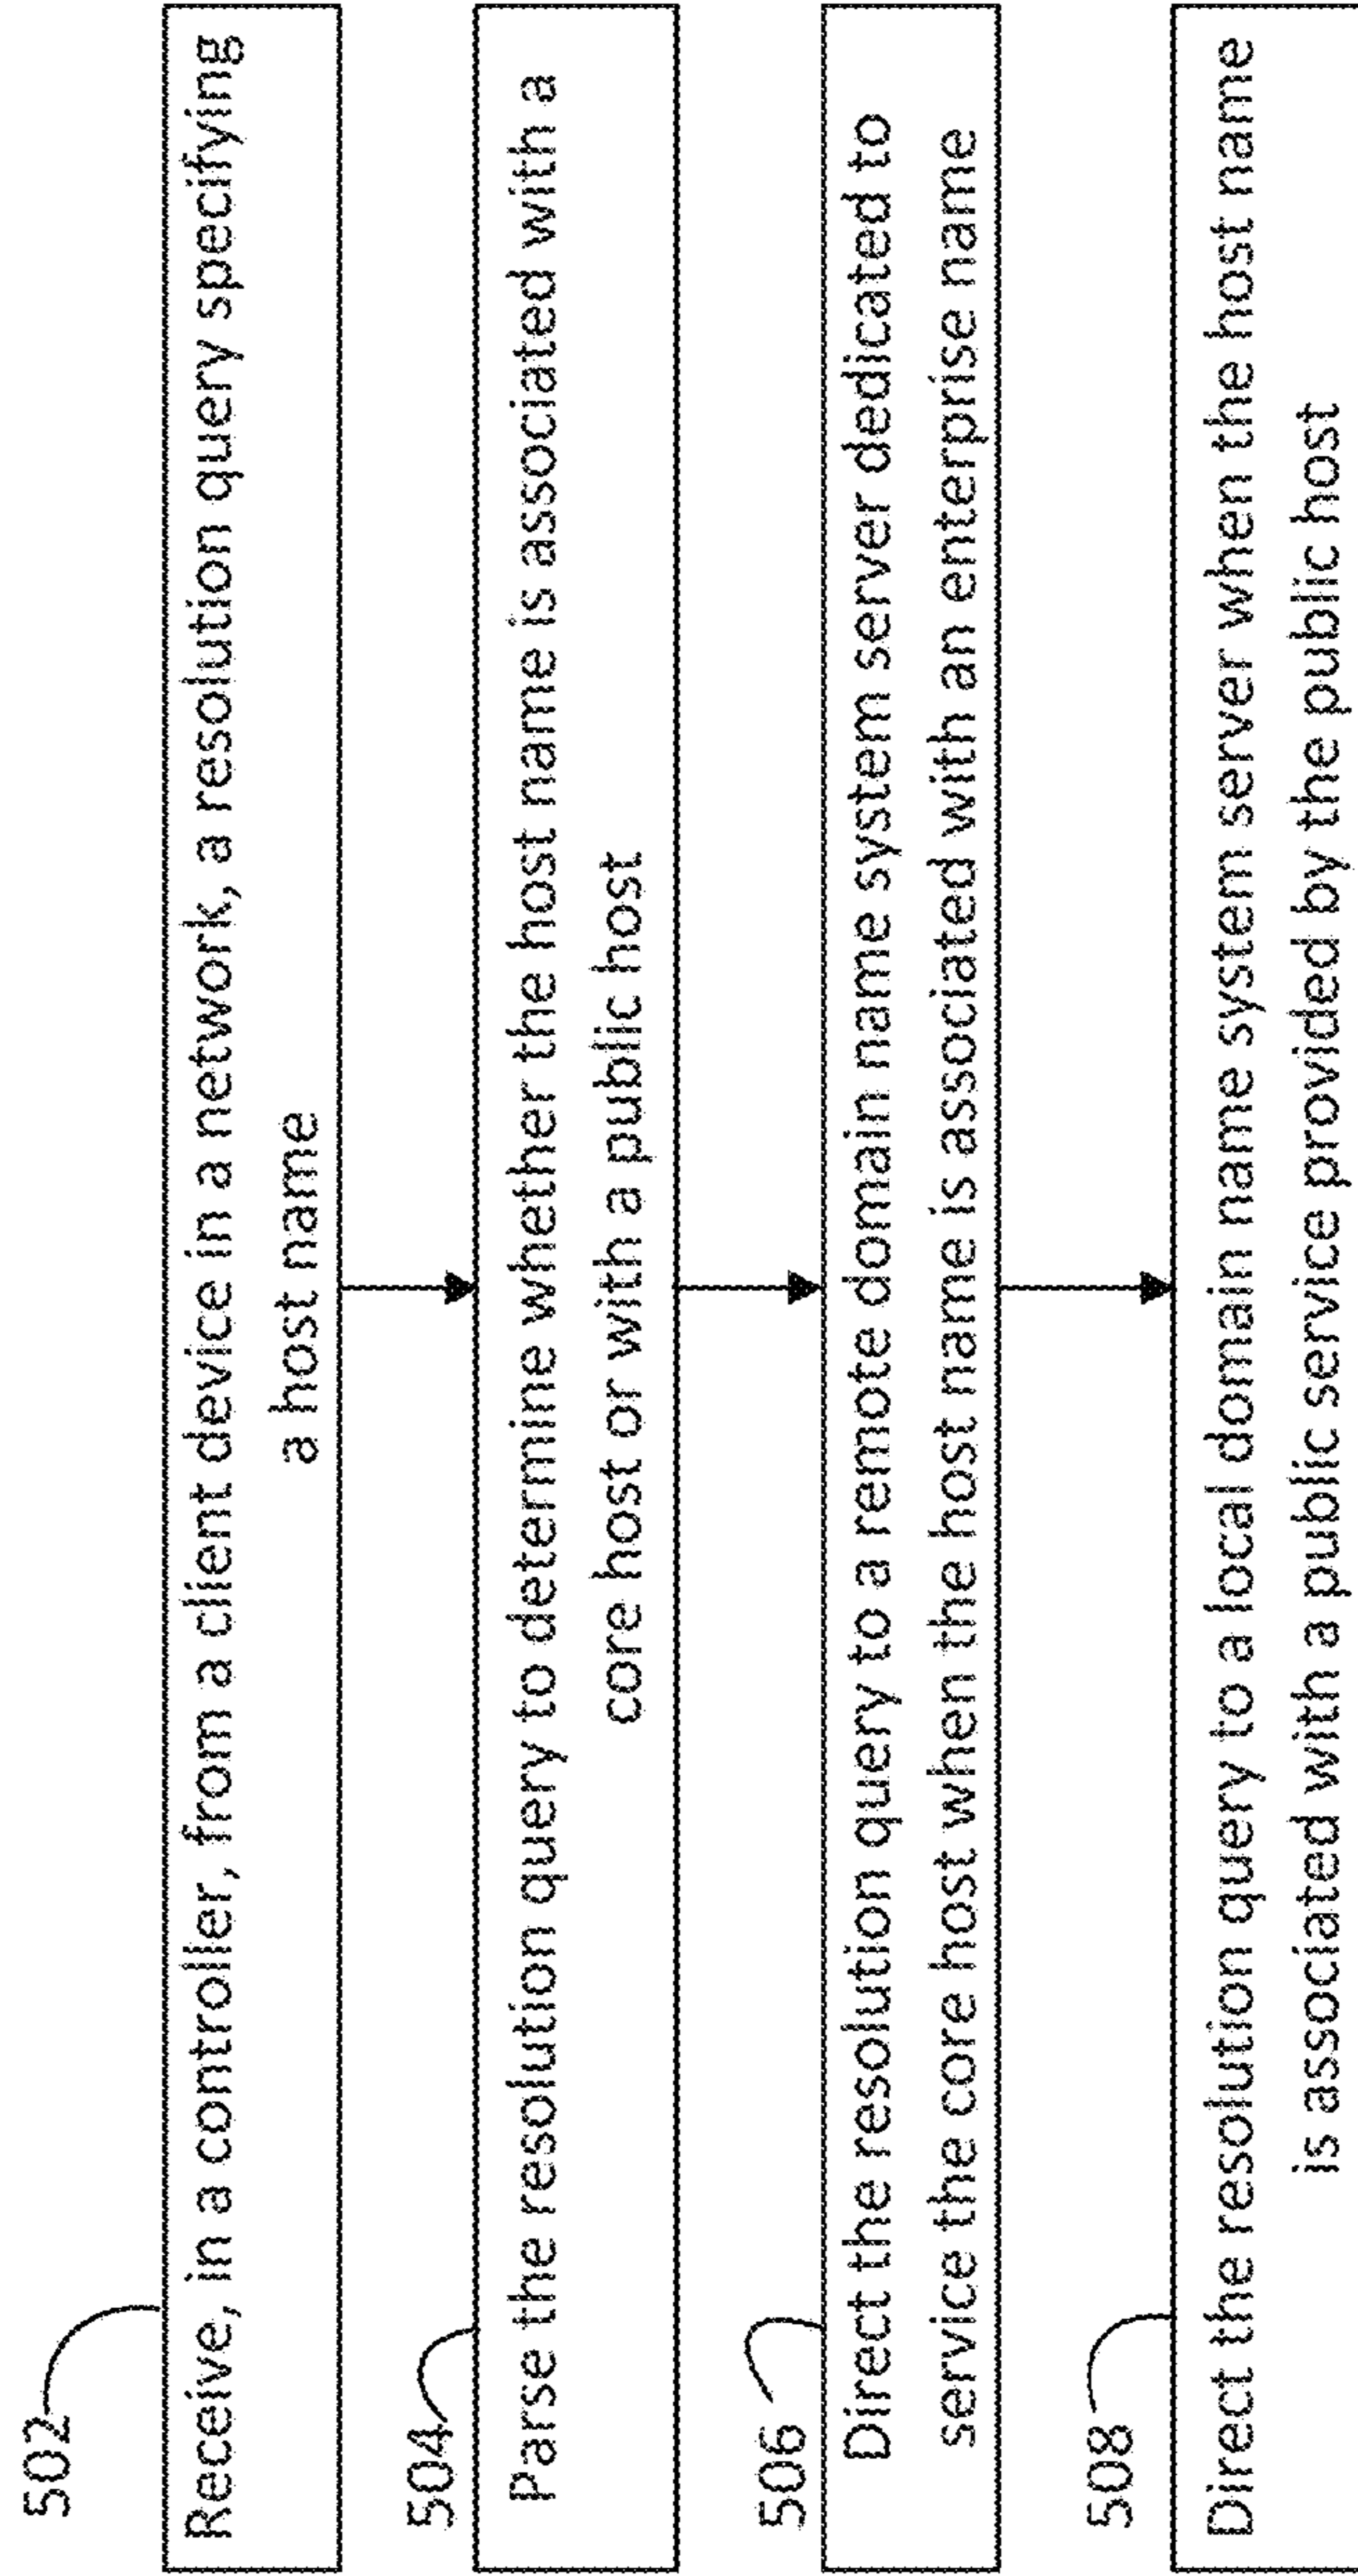 502
Receive, in a controller, from a client device in a network, a resolution query specifying
a host name
504
Parse the resolution query to determine whether the host name is associated with a
core host or with a public host
506
Direct the resolution query to a remote domain name system server dedicated to
service the core host when the host name is associated with an enterprise name
508
Direct the resolution query to a local domain name system server when the host name
is associated with a public service provided by the public host